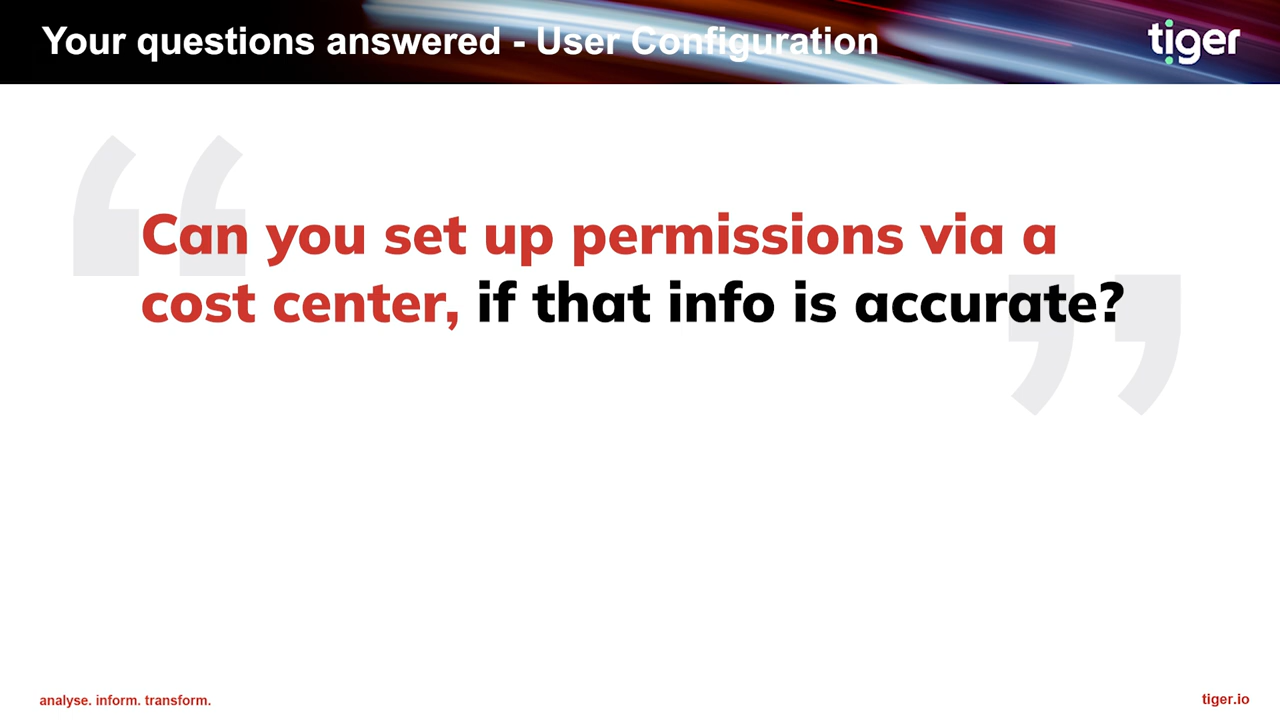 Your questions answered - User Configuration
tiger
“
Can you set up permissions via a
cost center, if that info is accurate?
”
analyse. inform. transform.
tiger.io